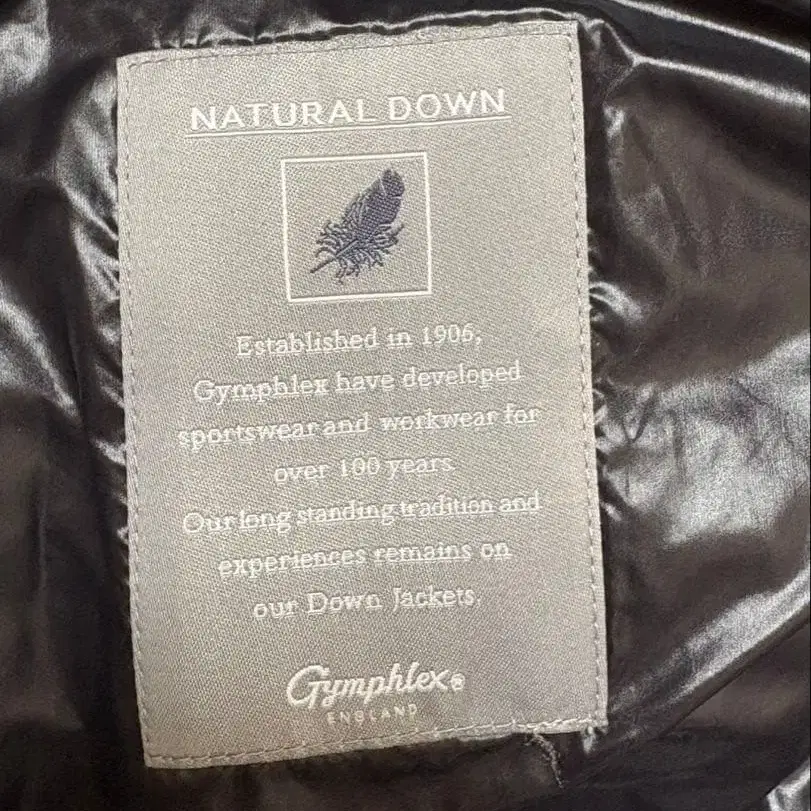 NATURAL DOWN
Established in 1906,
Gymphlex have developed
sportswear and workwear for
over 100 years.
Our long standing tradition and
experiences remains on
our Down Jackets.
Gymphlex®
ENGLAND